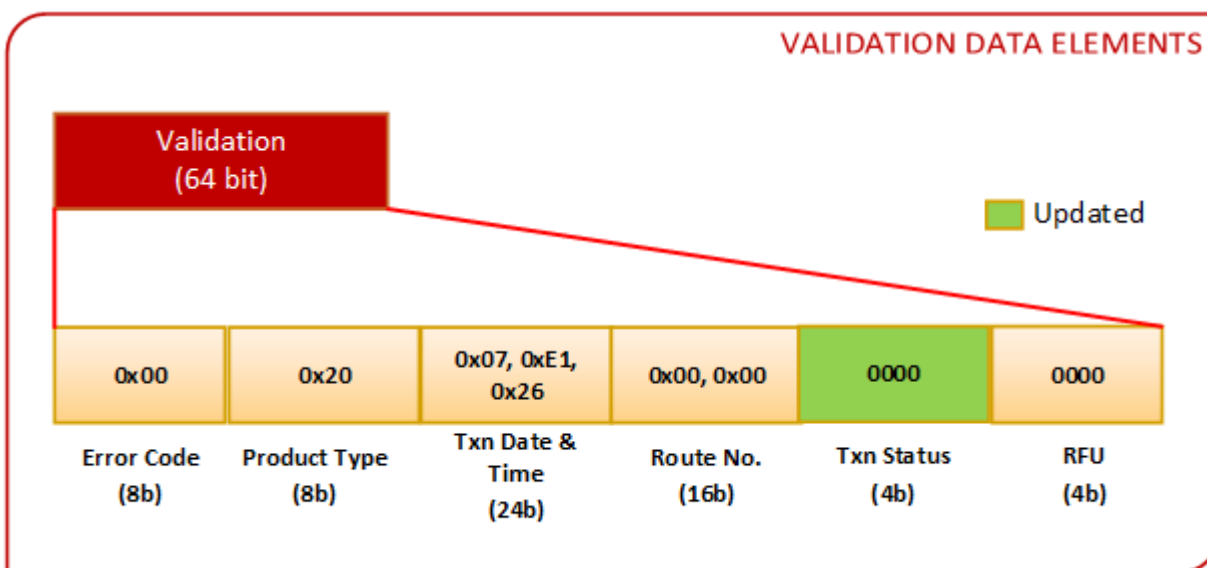 VALIDATION DATA ELEMENTS
Validation
(64 bit)
Updated
0x00
0x20
0x07, 0xE1,
0x26
0x00, 0x00
0000
0000
Error Code
(8b)
Product Type
(8b)
Txn Date &
Time
(24b)
Route No.
(16b)
Txn Status
(4b)
RFU
(4b)